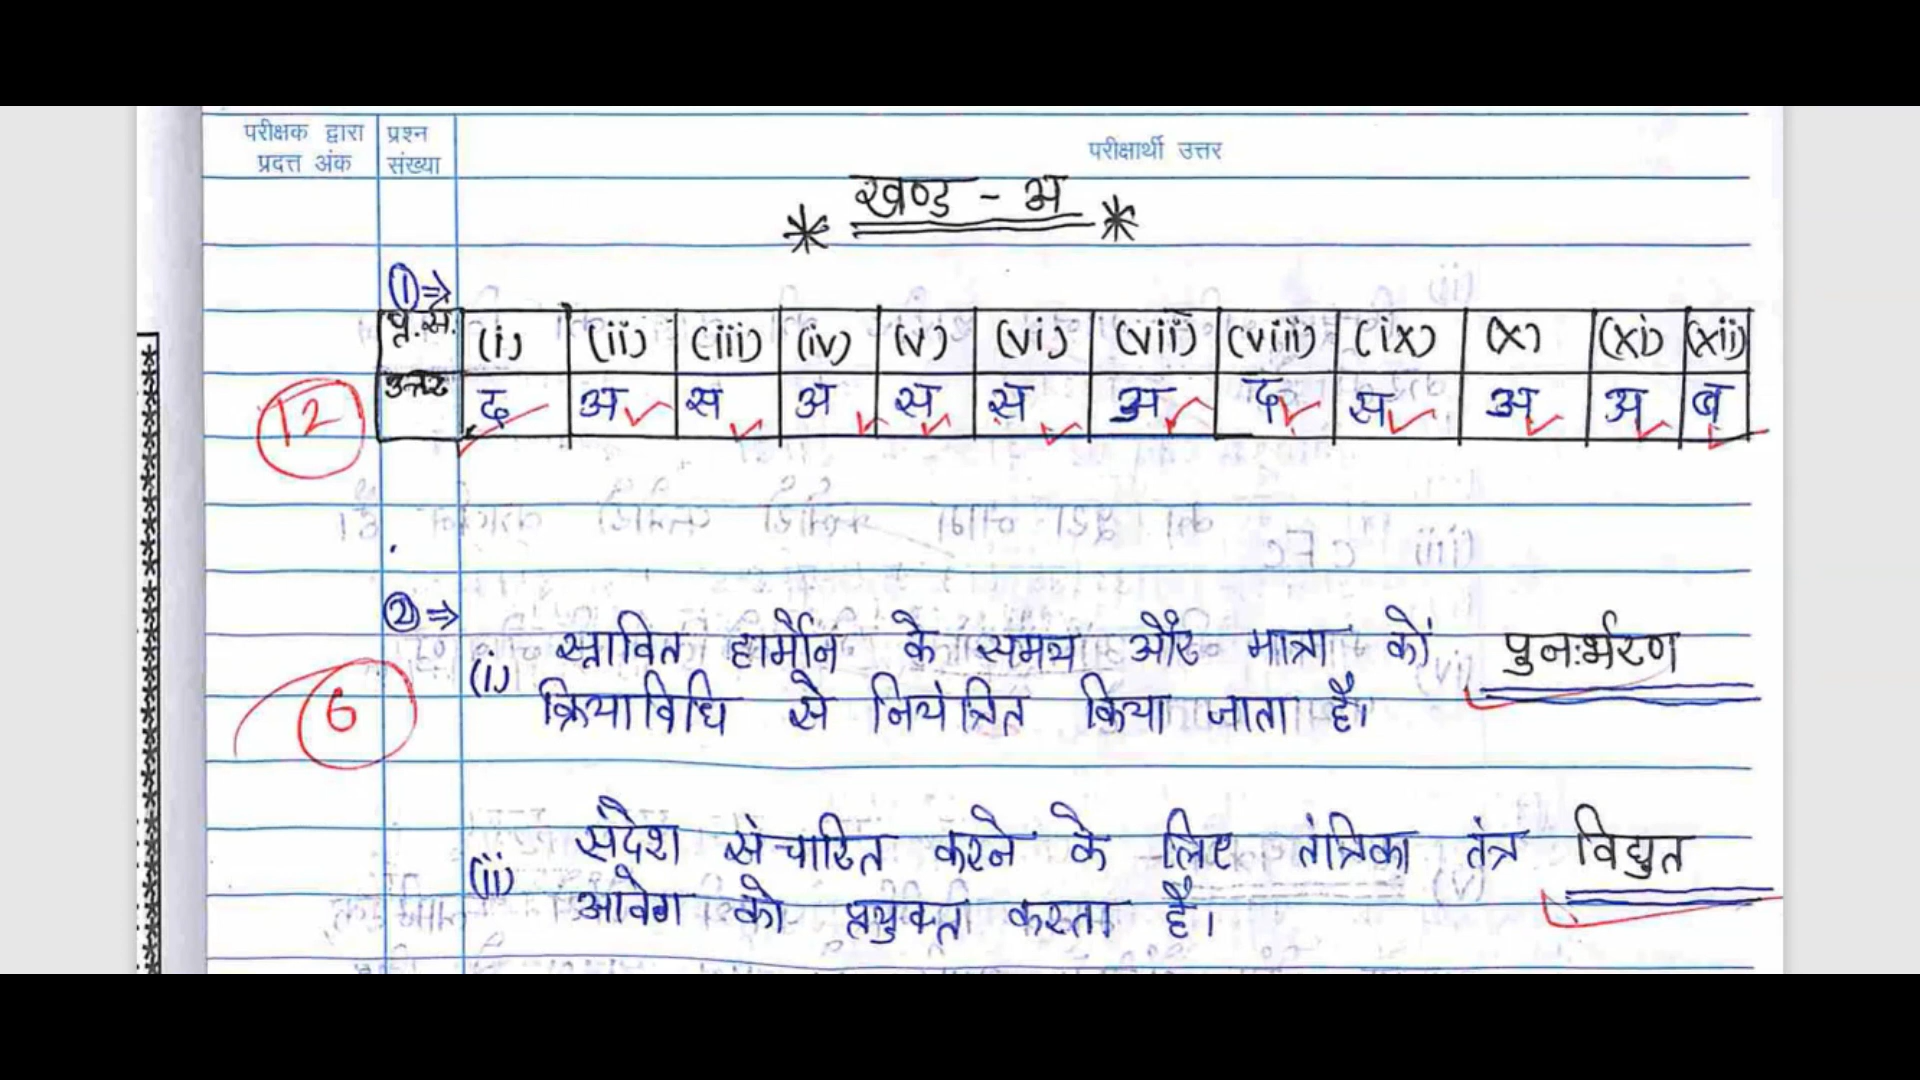 परीक्षक द्वारा प्रदत्त अंक
प्रश्न संख्या
परीक्षार्थी उत्तर
* खण्ड - अ *
①⇒
प्र.सं. (i) (ii) (iii) (iv) (v) (vi) (vii) (viii) (ix) (x) (xi) (xii)
उत्तर द अ स अ स स अ द स अ अ ब
12
②⇒
(i) स्त्रावित हार्मोन के समय और मात्रा को पुनःर्भरण
क्रियाविधि से नियंत्रित किया जाता है।
6
(ii) संदेश संचारित करने के लिए तंत्रिका तंत्र विद्युत
आवेग को प्रयुक्त करता है।